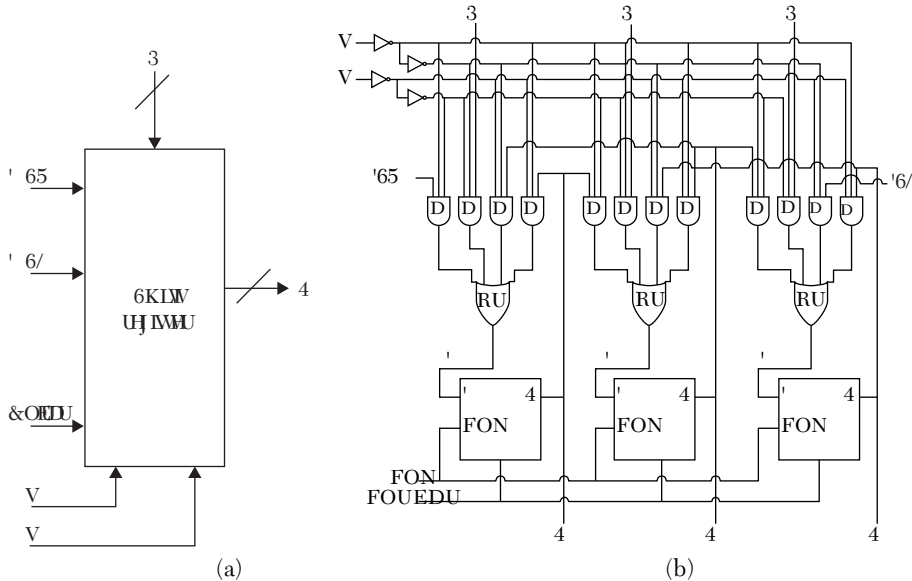 3
' 65
' 6/
6KLIW
UHJLVWHU
4
&OEDU
V
V
(a)
3 3 3
V
V
'65
'6/
D D D D D D D D D D D D
RU RU RU
' ' '
' 4 ' 4 ' 4
FON FON FON
FON
FOUEDU
4 4 4
(b)